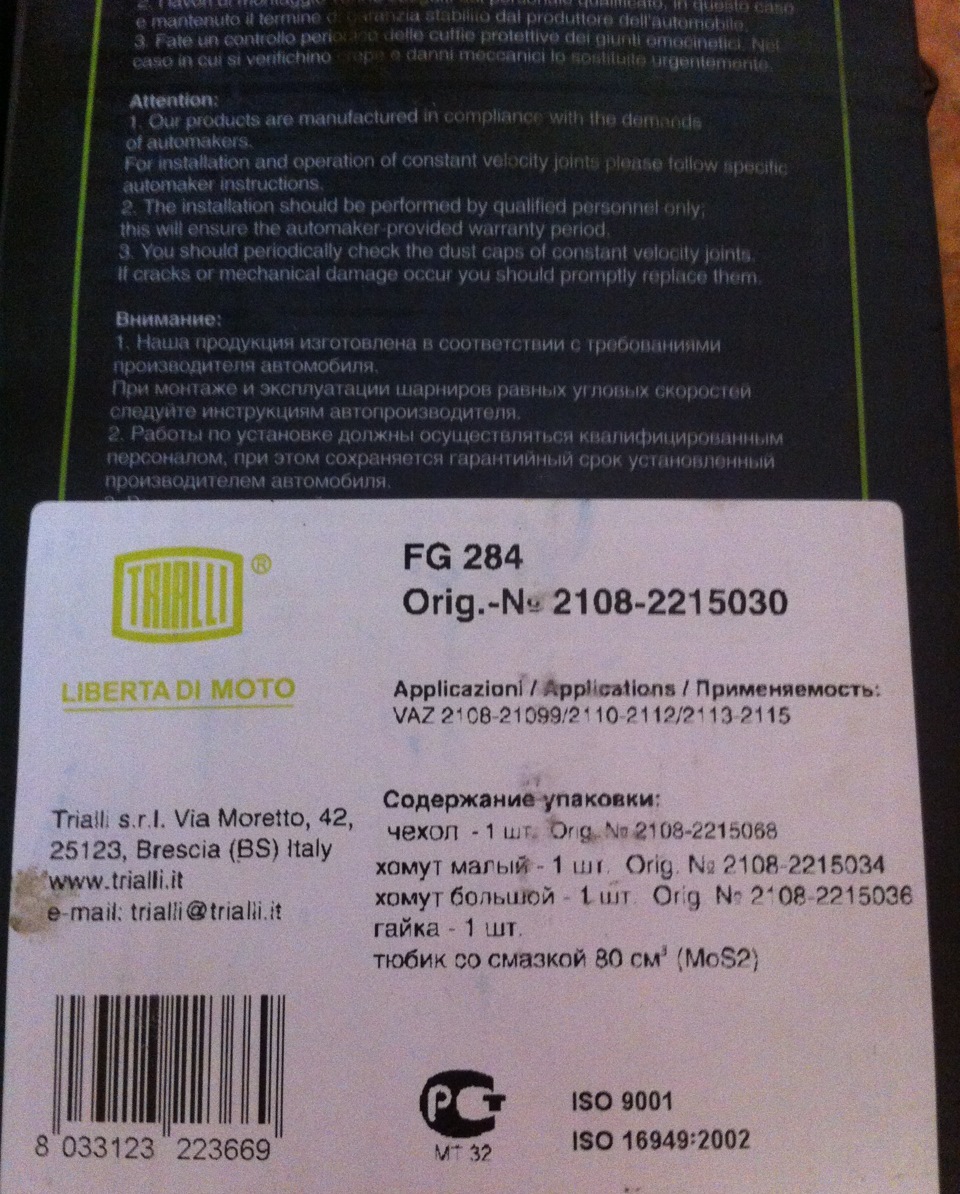 e mantenuto il termine di garanzia stabilito dal produttore dell'automobile.
3. Fate un controllo periodico delle cuffie protettive dei giunti omocinetici. Nel
caso in cui si verifichino crepe e danni meccanici lo sostituite urgentemente.
Attention:
1. Our products are manufactured in compliance with the demands
of automakers.
For installation and operation of constant velocity joints please follow specific
automaker instructions.
2. The installation should be performed by qualified personnel only;
this will ensure the automaker-provided warranty period.
3. You should periodically check the dust caps of constant velocity joints.
If cracks or mechanical damage occur you should promptly replace them.
Внимание:
1. Наша продукция изготовлена в соответствии с требованиями
производителя автомобиля.
При монтаже и эксплуатации шарниров равных угловых скоростей
следуйте инструкциям автопроизводителя.
2. Работы по установке должны осуществляться квалифицированным
персоналом, при этом сохраняется гарантийный срок установленный
производителем автомобиля.
TRIALLI ®
LIBERTA DI MOTO
FG 284
Orig.-№ 2108-2215030
Applicazioni / Applications / Применяемость:
VAZ 2108-21099/2110-2112/2113-2115
Trialli s.r.l. Via Moretto, 42,
25123, Brescia (BS) Italy
www.trialli.it
e-mail: trialli@trialli.it
Содержание упаковки:
чехол - 1 шт. Orig. № 2108-2215068
хомут малый - 1 шт. Orig. № 2108-2215034
хомут большой - 1 шт. Orig. № 2108-2215036
гайка - 1 шт.
тюбик со смазкой 80 см³ (MoS2)
8 033123 223669
РСТ
МТ 32
ISO 9001
ISO 16949:2002